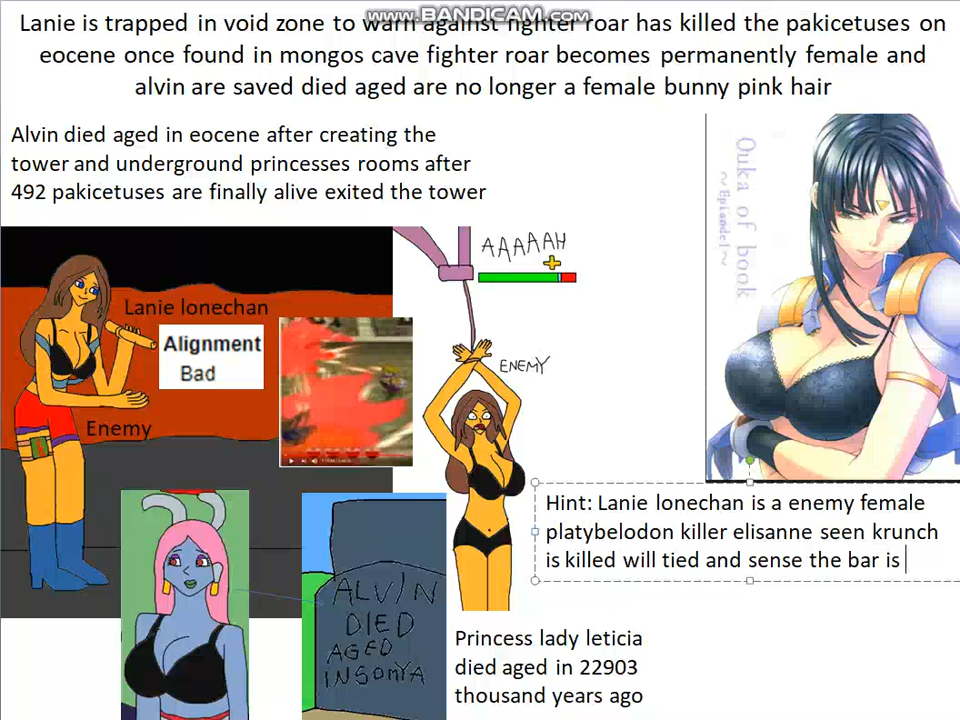 www.BANDICAM.com
Lanie is trapped in void zone to warn against fighter roar has killed the pakicetuses on
eocene once found in mongos cave fighter roar becomes permanently female and
alvin are saved died aged are no longer a female bunny pink hair
Alvin died aged in eocene after creating the
tower and underground princesses rooms after
492 pakicetuses are finally alive exited the tower
Ouka of book
~Episode1~
AAAAAH
Lanie lonechan
Alignment
Bad
ENEMY
Enemy
Hint: Lanie lonechan is a enemy female
platybelodon killer elisanne seen krunch
is killed will tied and sense the bar is
ALVIN
DIED
AGED
INSOMYA
Princess lady leticia
died aged in 22903
thousand years ago